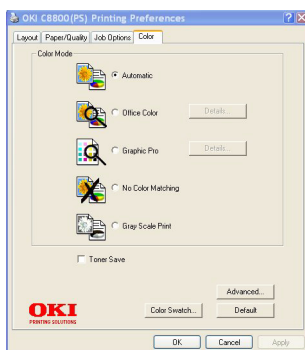 OKI C8800(PS) Printing Preferences
Layout Paper/Quality Job Options Color
Color Mode
Automatic
Office Color Details...
Graphic Pro Details...
No Color Matching
Gray Scale Print
Toner Save
Advanced...
OKI
PRINTING SOLUTIONS
Color Swatch... Default
OK Cancel Apply